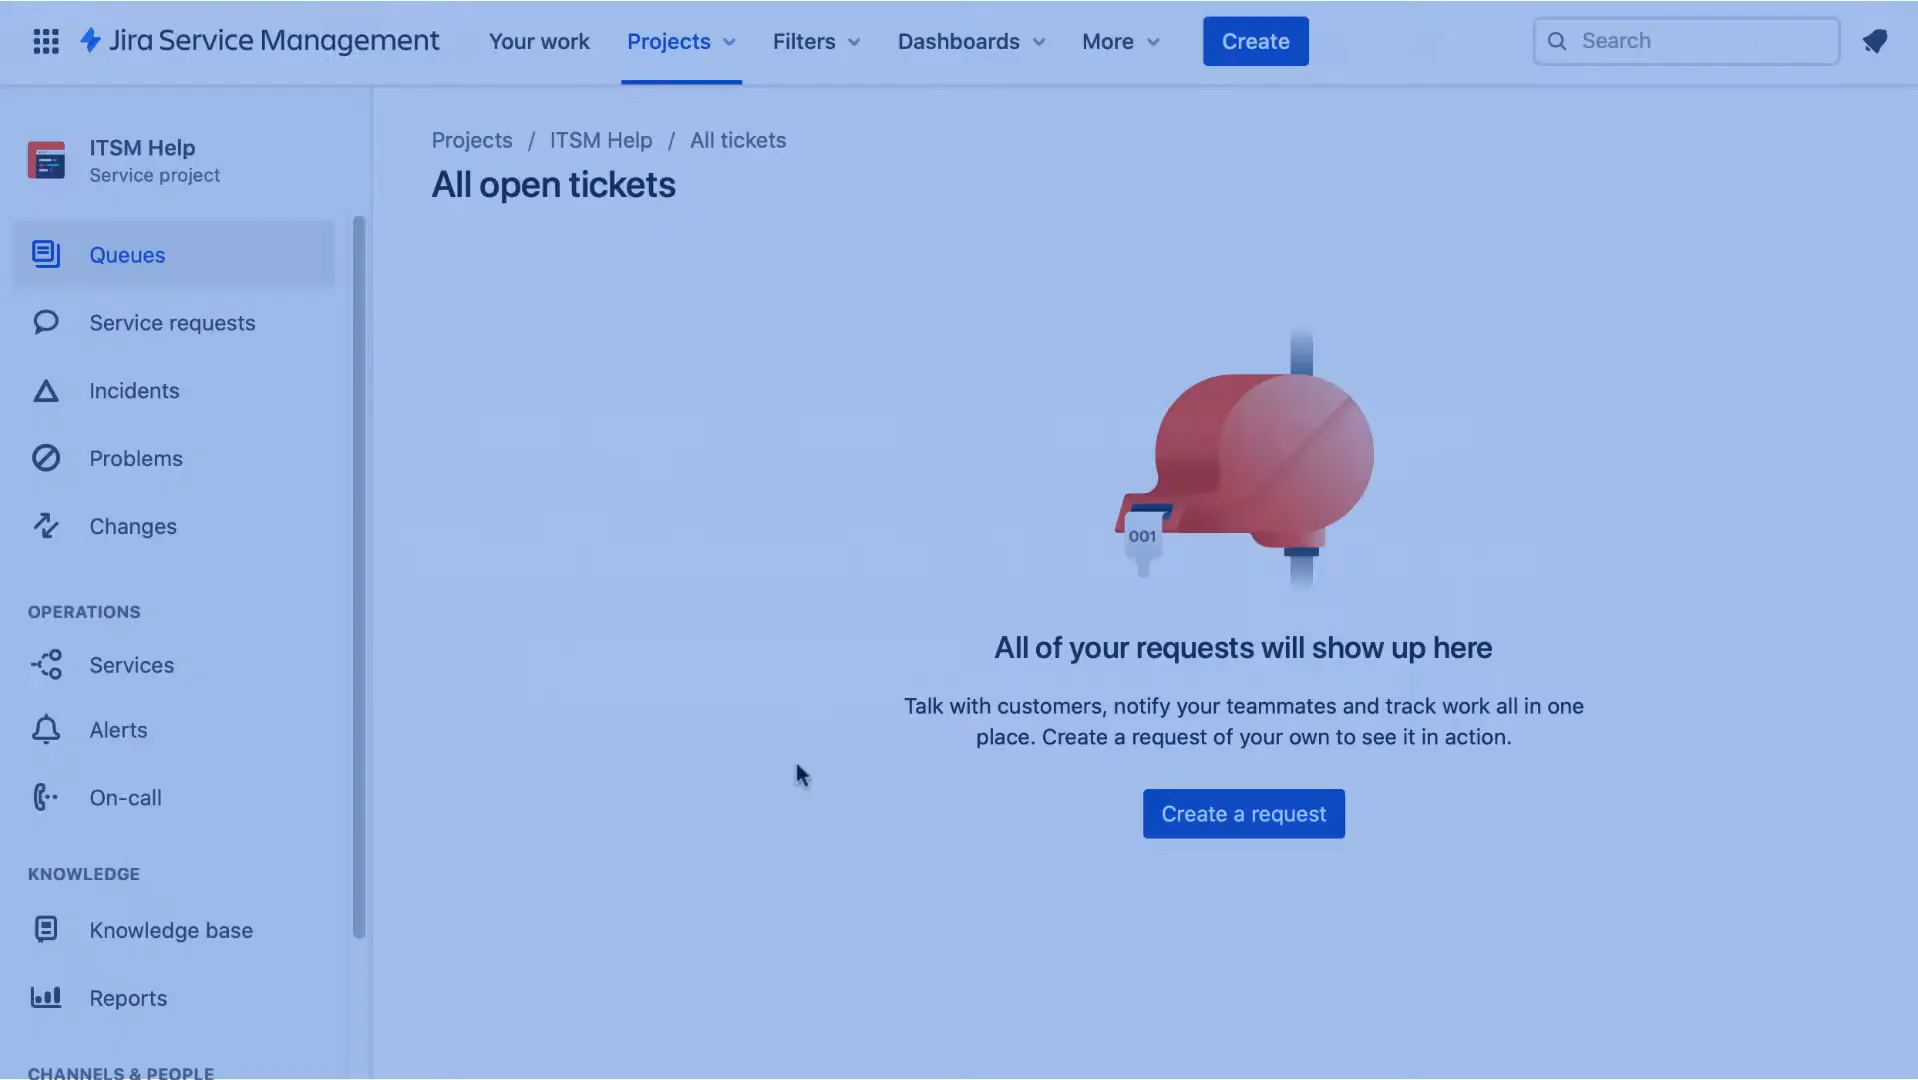 Jira Service Management
Your work
Projects
Filters
Dashboards
More
Create
Search
ITSM Help
Service project
Queues
Service requests
Incidents
Problems
Changes
OPERATIONS
Services
Alerts
On-call
KNOWLEDGE
Knowledge base
Reports
CHANNELS & PEOPLE
Projects / ITSM Help / All tickets
All open tickets
001
All of your requests will show up here
Talk with customers, notify your teammates and track work all in one
place. Create a request of your own to see it in action.
Create a request